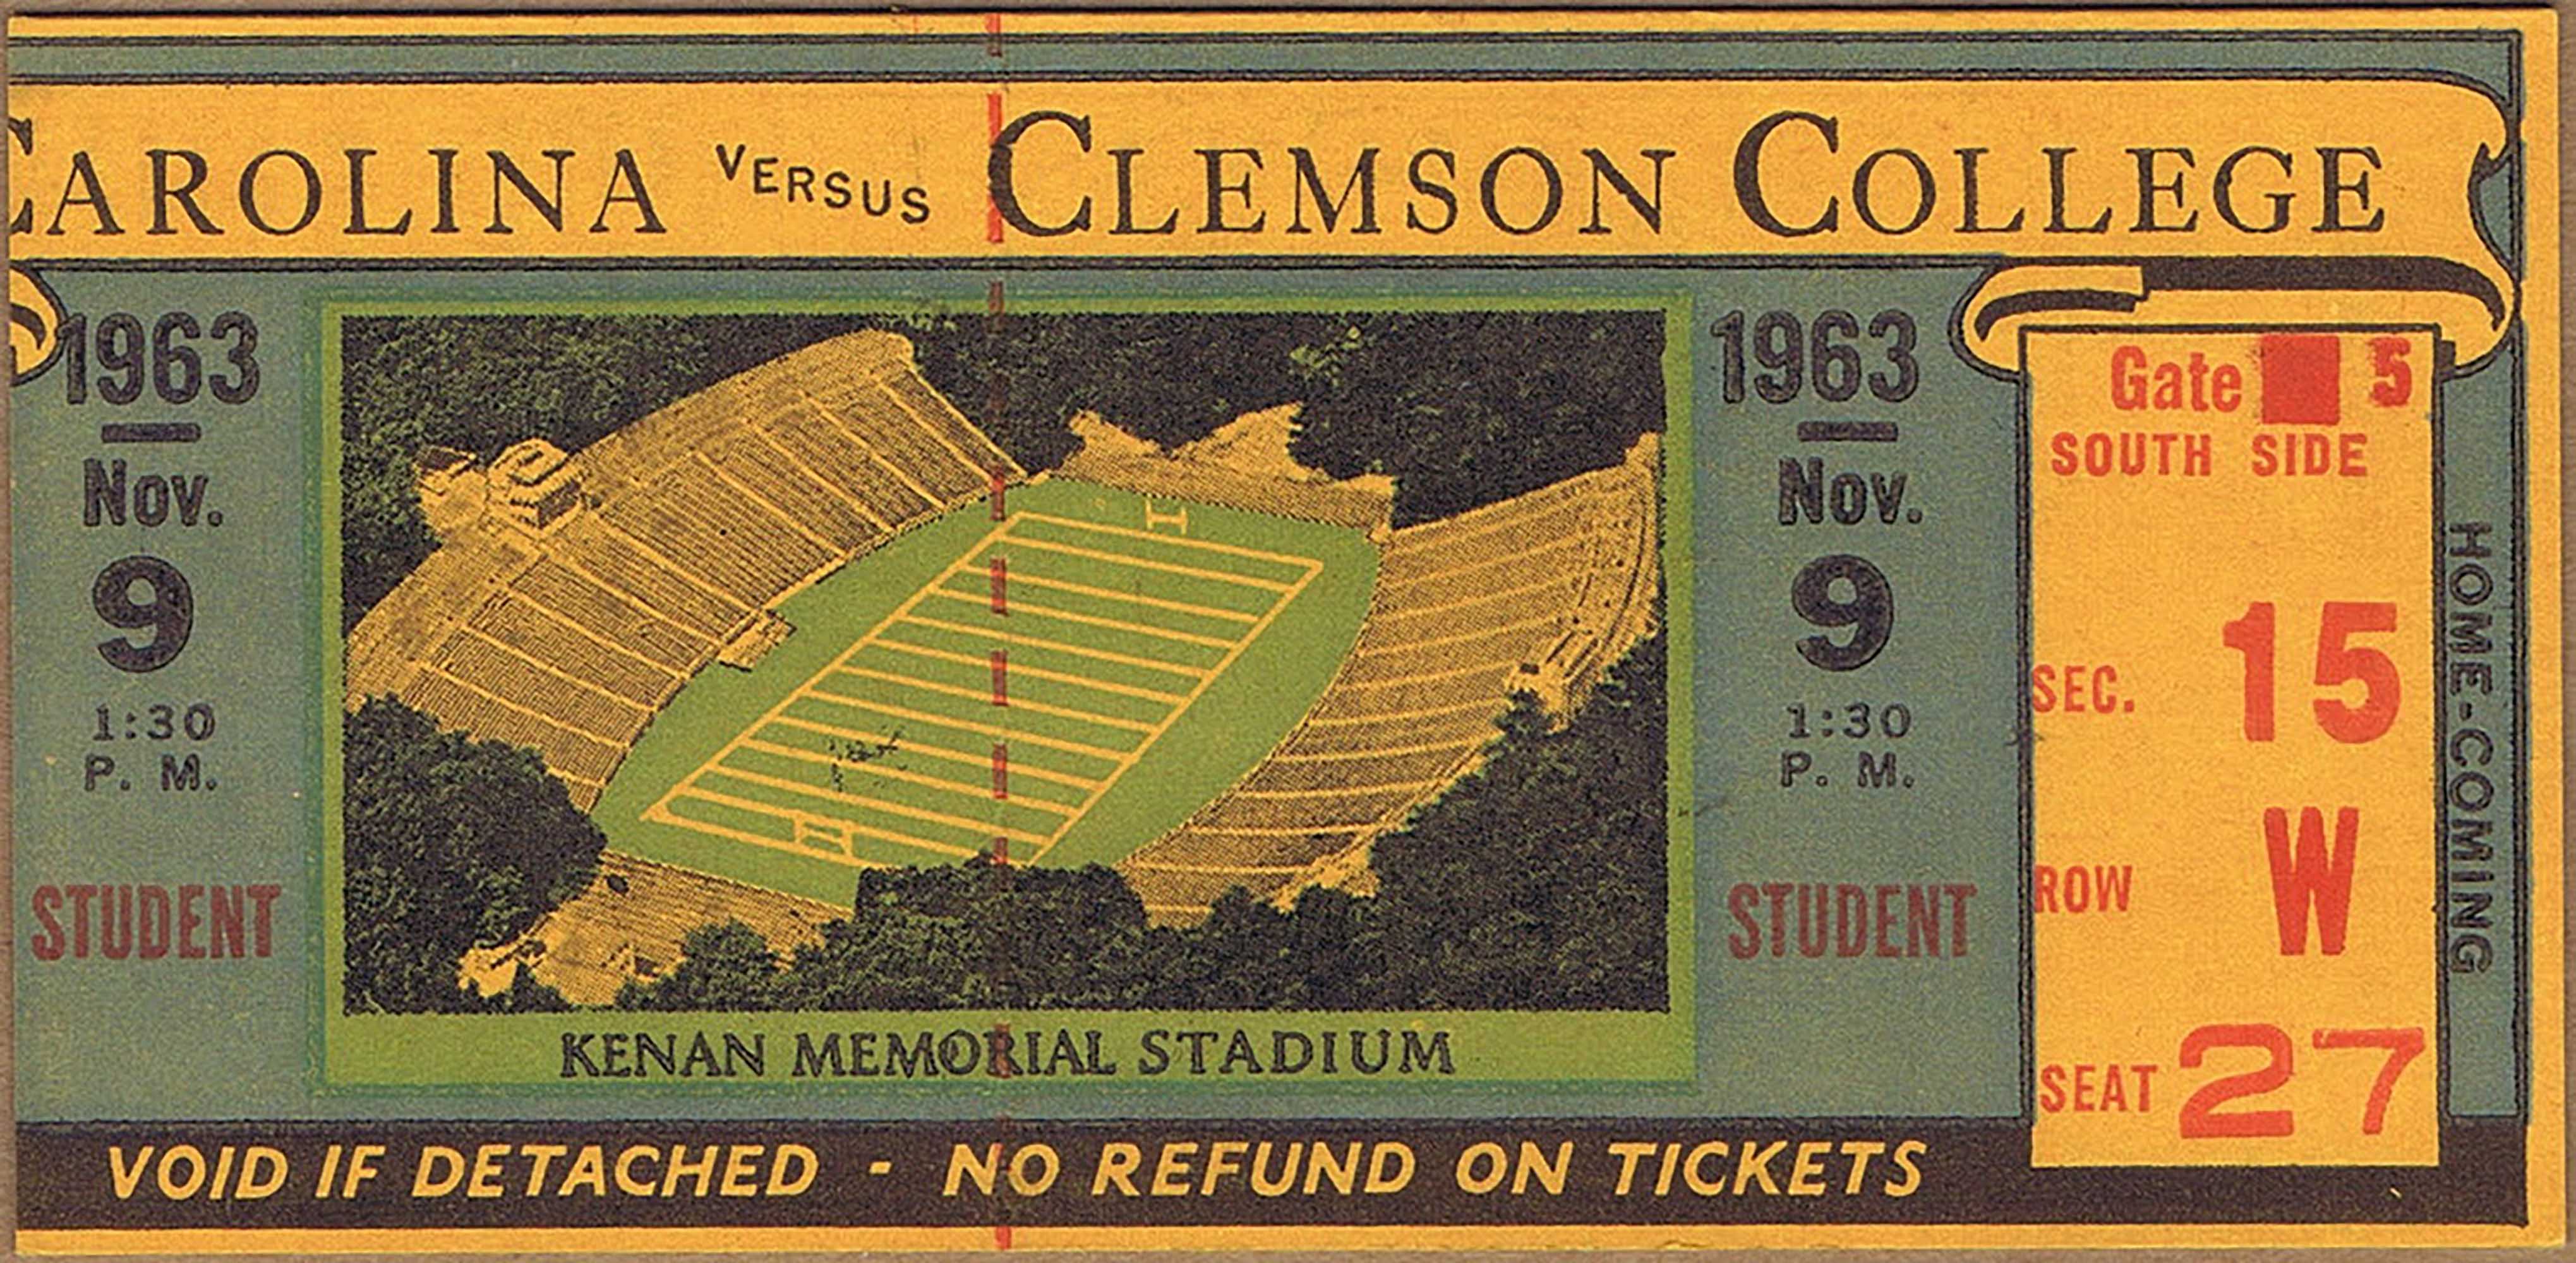 CAROLINA VERSUS CLEMSON COLLEGE
1963
Nov.
9
1:30
P. M.
STUDENT
KENAN MEMORIAL STADIUM
1963
Nov.
9
1:30
P. M.
STUDENT
Gate 5
SOUTH SIDE
SEC. 15
ROW W
SEAT 27
HOME-COMING
VOID IF DETACHED - NO REFUND ON TICKETS